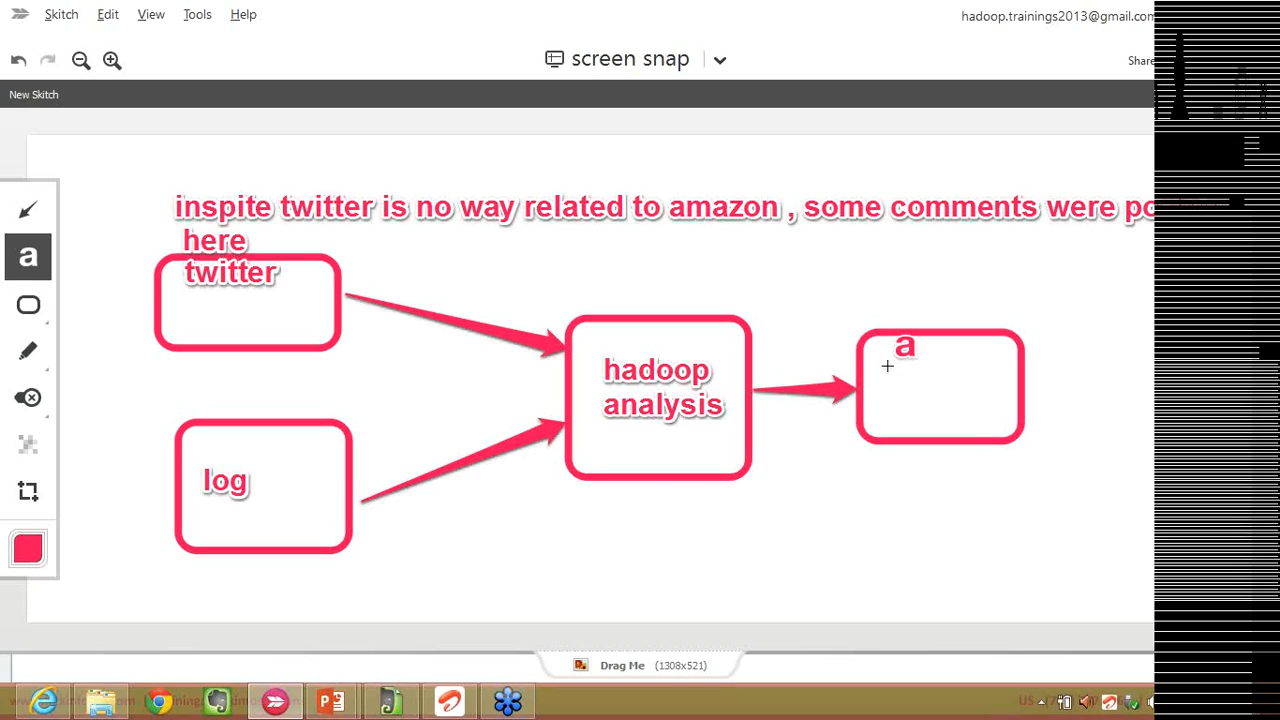 Skitch Edit View Tools Help hadoop.trainings2013@gmail.com
screen snap Share
New Skitch
inspite twitter is no way related to amazon , some comments were po
here
twitter
a
hadoop
analysis
log
a
Drag Me (1308x521)
US